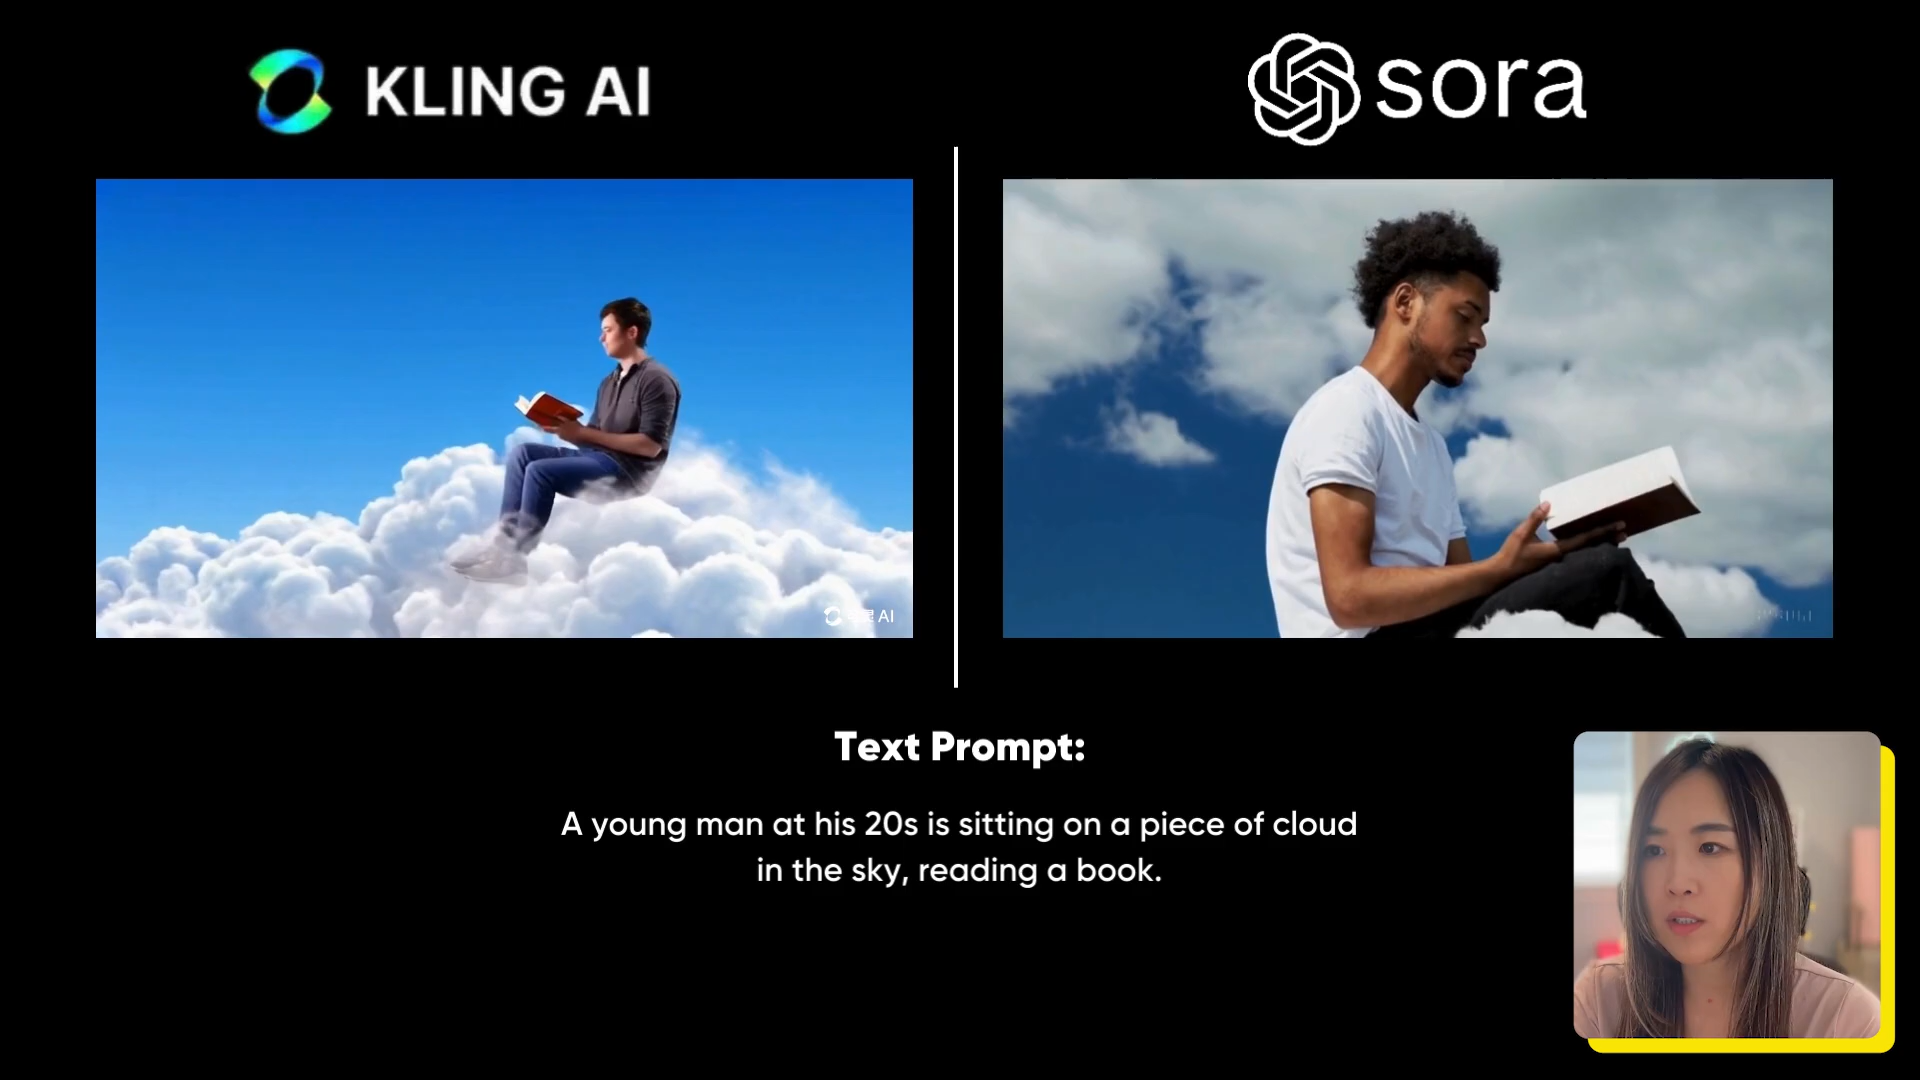 KLING AI
sora
AI
Text Prompt:
A young man at his 20s is sitting on a piece of cloud
in the sky, reading a book.